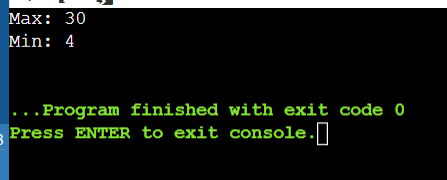 Max: 30
Min: 4
...Program finished with exit code 0
Press ENTER to exit console.